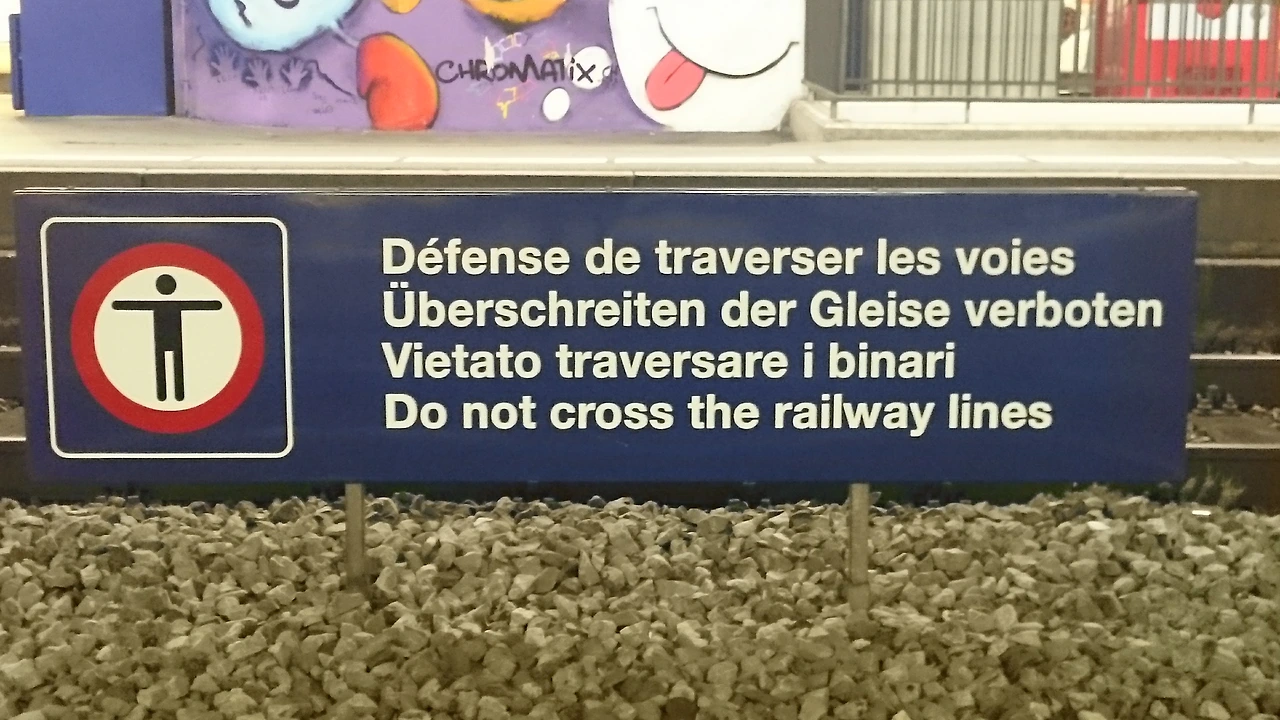 CHROMATIX
Défense de traverser les voies
Überschreiten der Gleise verboten
Vietato traversare i binari
Do not cross the railway lines